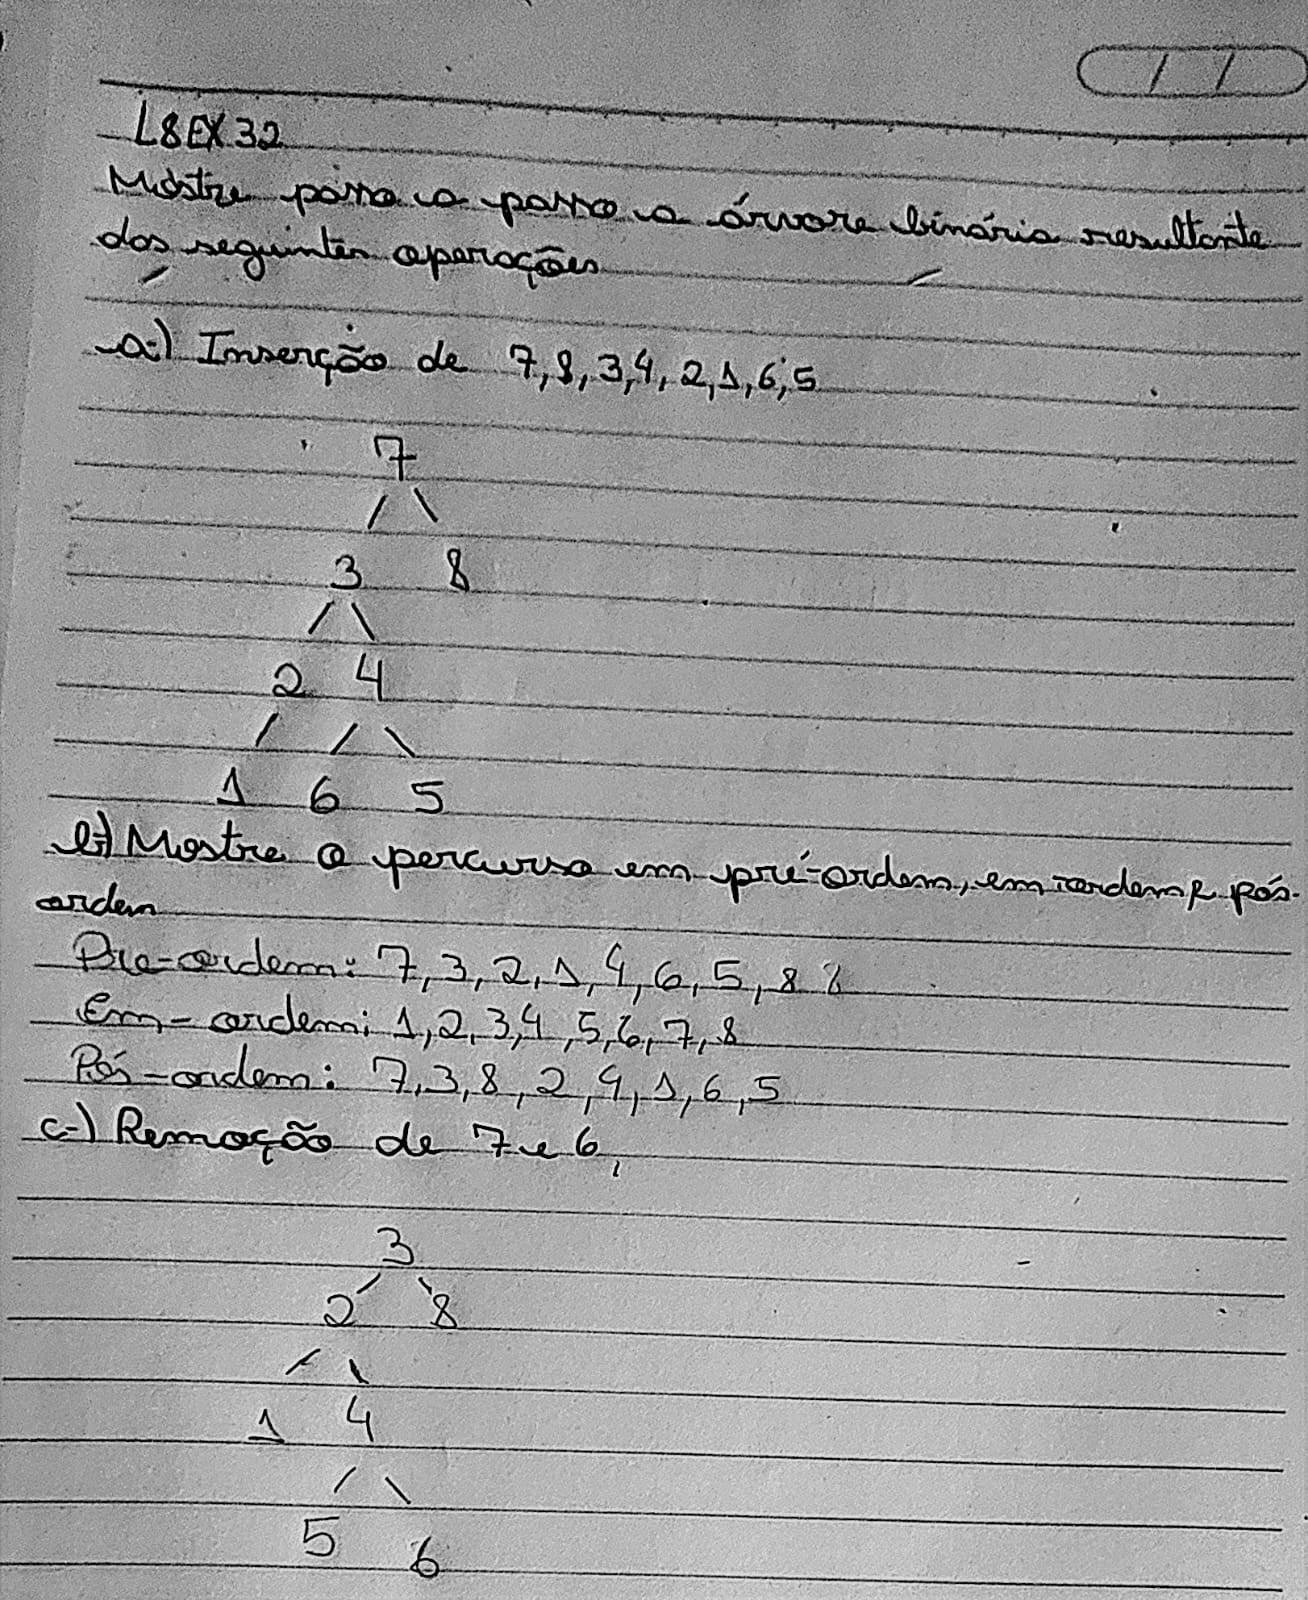 L8EX32
Mostre passo a passo a árvore binária resultante
das seguintes operações
a-) Inserção de 7,8,3,4,2,1,6,5
7
/ \
3 8
/ \
2 4
/ / \
1 6 5
b-) Mostre o percurso em pré-ordem, em ordem e pós-
ordem
Pre-ordem: 7,3,2,1,4,6,5,8
Em-ordem: 1,2,3,4,5,6,7,8
Pós-ordem: 7,3,8,2,4,1,6,5
c-) Remoção de 7 e 6,
3
/ \
2 8
/ \
1 4
/ \
5 6